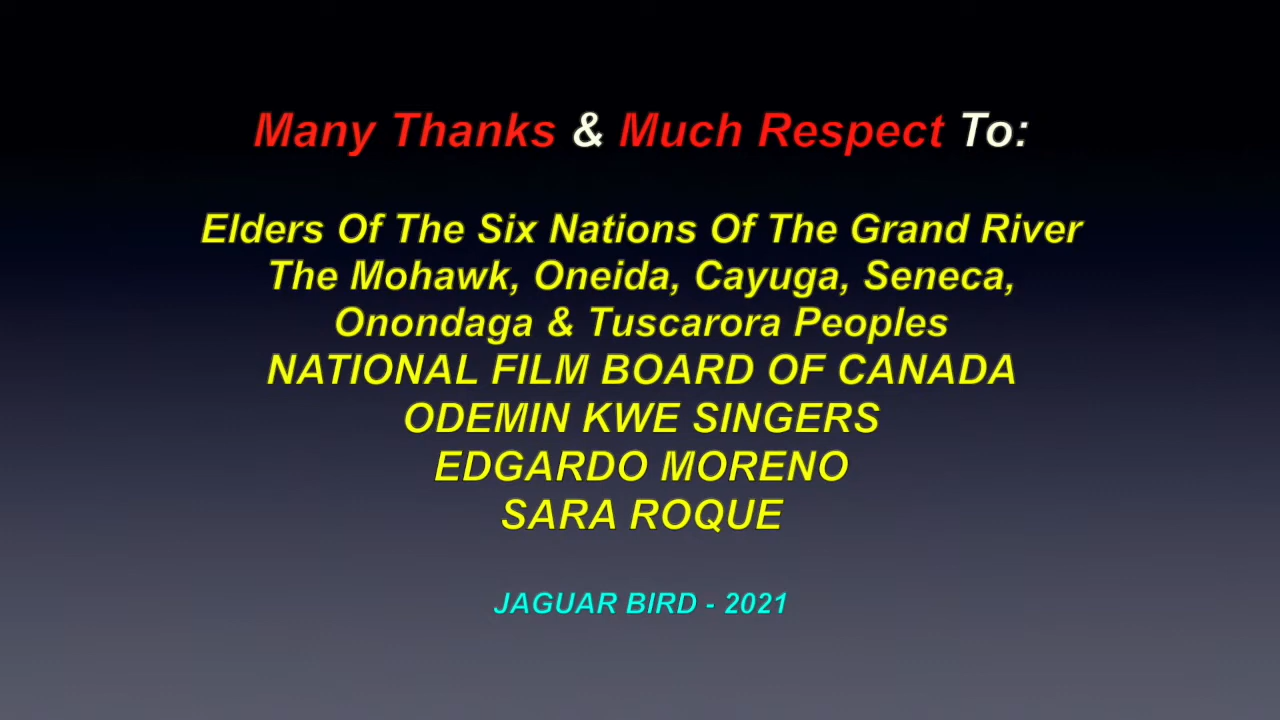 Many Thanks & Much Respect To:
Elders Of The Six Nations Of The Grand River
The Mohawk, Oneida, Cayuga, Seneca,
Onondaga & Tuscarora Peoples
NATIONAL FILM BOARD OF CANADA
ODEMIN KWE SINGERS
EDGARDO MORENO
SARA ROQUE
JAGUAR BIRD - 2021